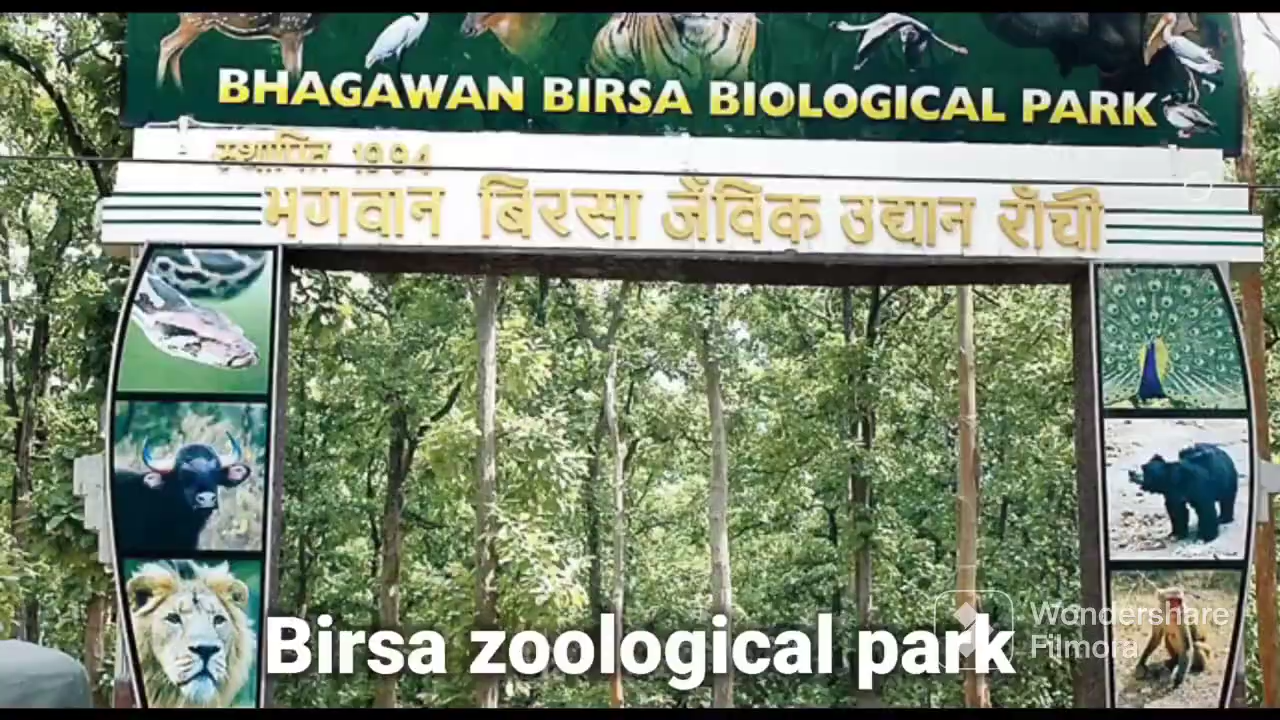 BHAGAWAN BIRSA BIOLOGICAL PARK
स्थापित 1994
भगवान बिरसा जैविक उद्यान राँची
Birsa zoological park
Wondershare
Filmora